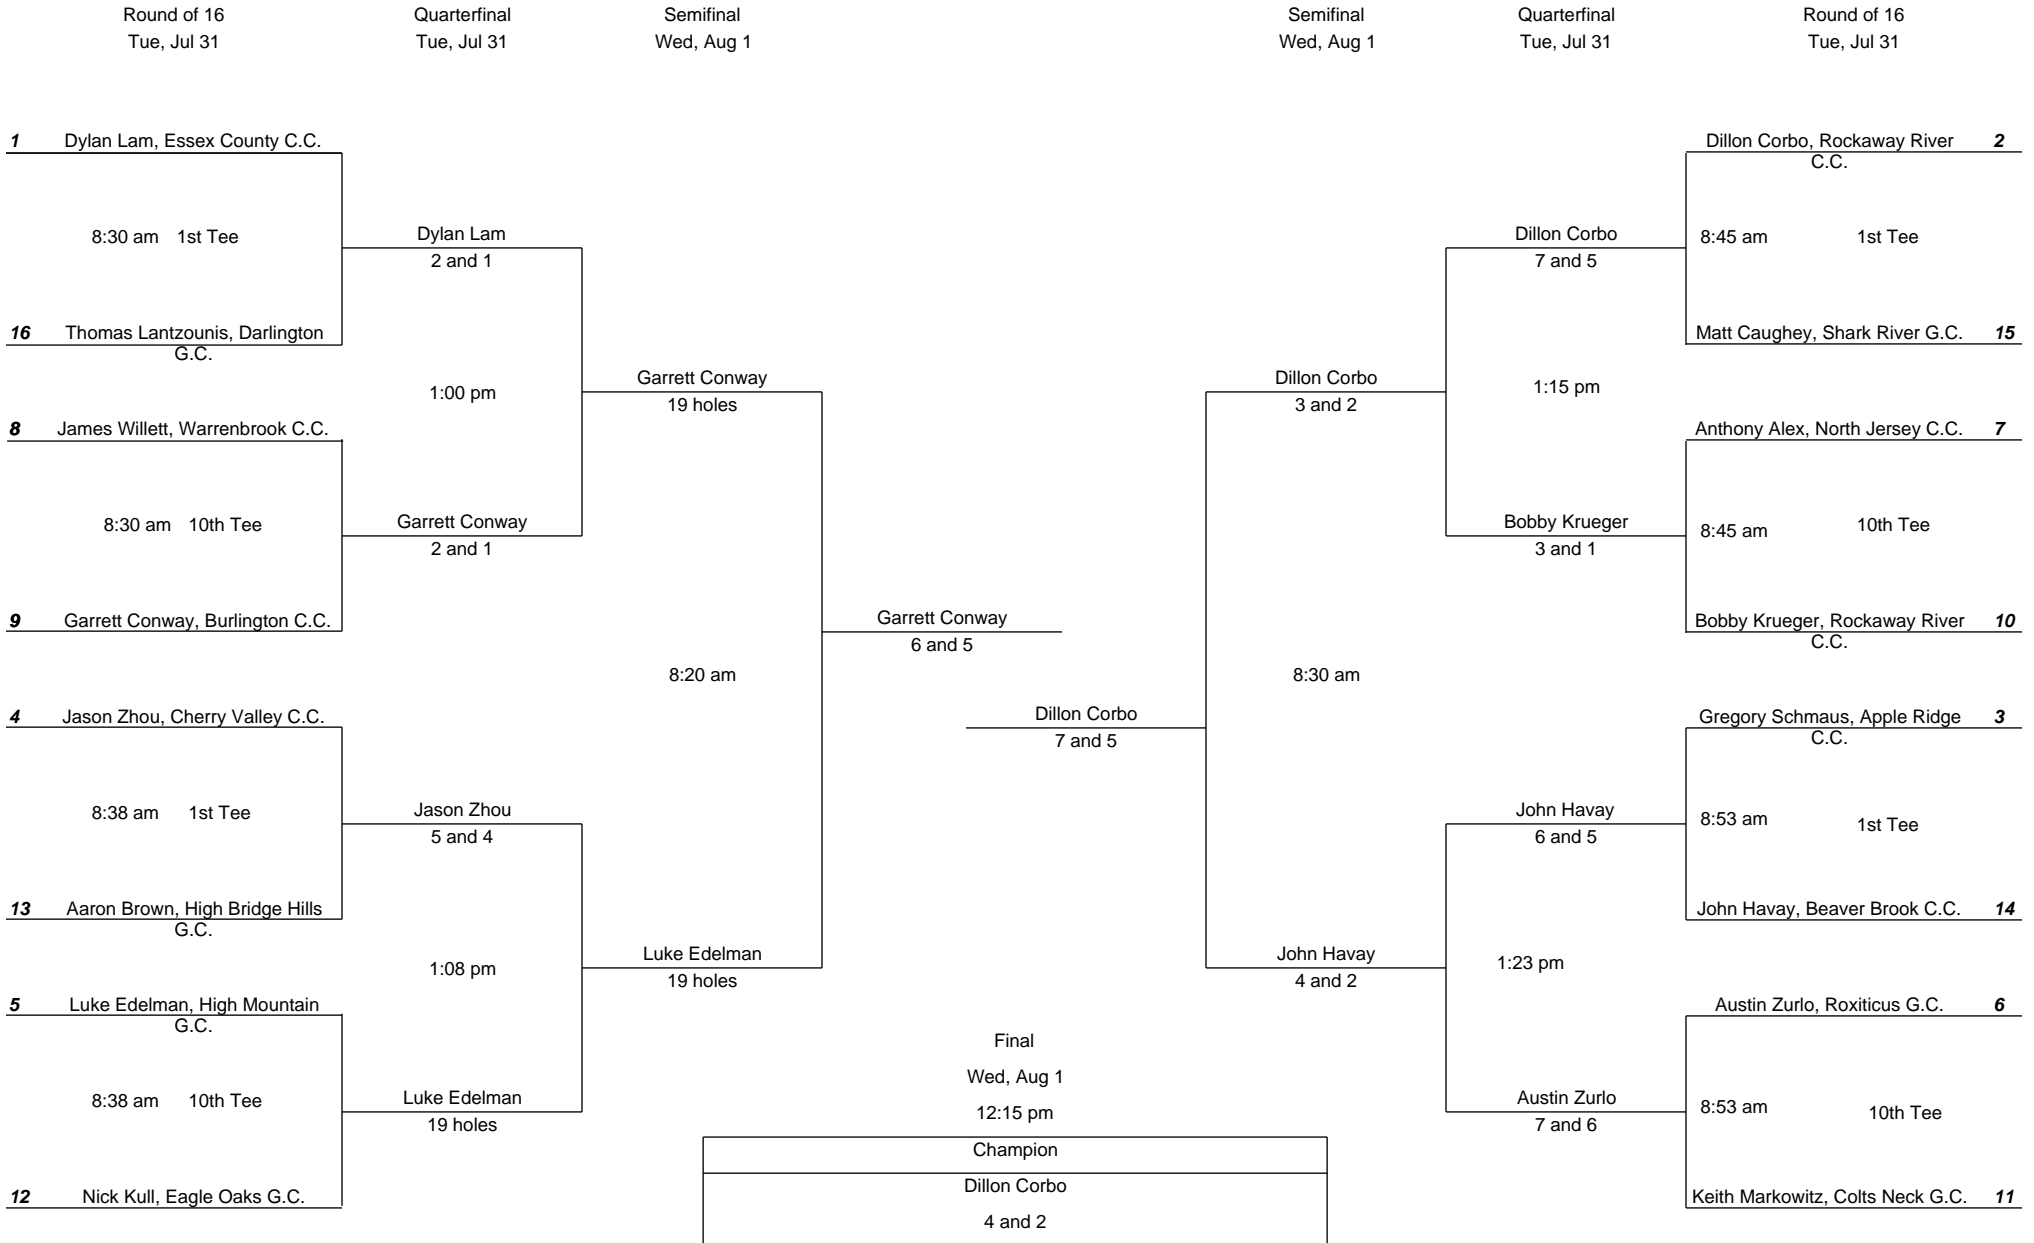 Round of 16 Quarterfinal Semifinal Semifinal Quarterfinal Round of 16
Tue, Jul 31 Tue, Jul 31 Wed, Aug 1 Wed, Aug 1 Tue, Jul 31 Tue, Jul 31
1 Dylan Lam, Essex County C.C.
8:30 am 1st Tee
16 Thomas Lantzounis, Darlington
G.C.
8 James Willett, Warrenbrook C.C.
8:30 am 10th Tee
9 Garrett Conway, Burlington C.C.
4 Jason Zhou, Cherry Valley C.C.
8:38 am 1st Tee
13 Aaron Brown, High Bridge Hills
G.C.
5 Luke Edelman, High Mountain
G.C.
8:38 am 10th Tee
12 Nick Kull, Eagle Oaks G.C.
Dylan Lam
2 and 1
1:00 pm
Garrett Conway
2 and 1
Jason Zhou
5 and 4
1:08 pm
Luke Edelman
19 holes
Garrett Conway
19 holes
8:20 am
Luke Edelman
19 holes
Garrett Conway
6 and 5
Dillon Corbo
7 and 5
Final
Wed, Aug 1
12:15 pm
Champion
Dillon Corbo
4 and 2
Dillon Corbo
3 and 2
8:30 am
John Havay
4 and 2
Dillon Corbo
7 and 5
1:15 pm
Bobby Krueger
3 and 1
John Havay
6 and 5
1:23 pm
Austin Zurlo
7 and 6
Dillon Corbo, Rockaway River 2
C.C.
8:45 am 1st Tee
Matt Caughey, Shark River G.C. 15
Anthony Alex, North Jersey C.C. 7
8:45 am 10th Tee
Bobby Krueger, Rockaway River 10
C.C.
Gregory Schmaus, Apple Ridge 3
C.C.
8:53 am 1st Tee
John Havay, Beaver Brook C.C. 14
Austin Zurlo, Roxiticus G.C. 6
8:53 am 10th Tee
Keith Markowitz, Colts Neck G.C. 11